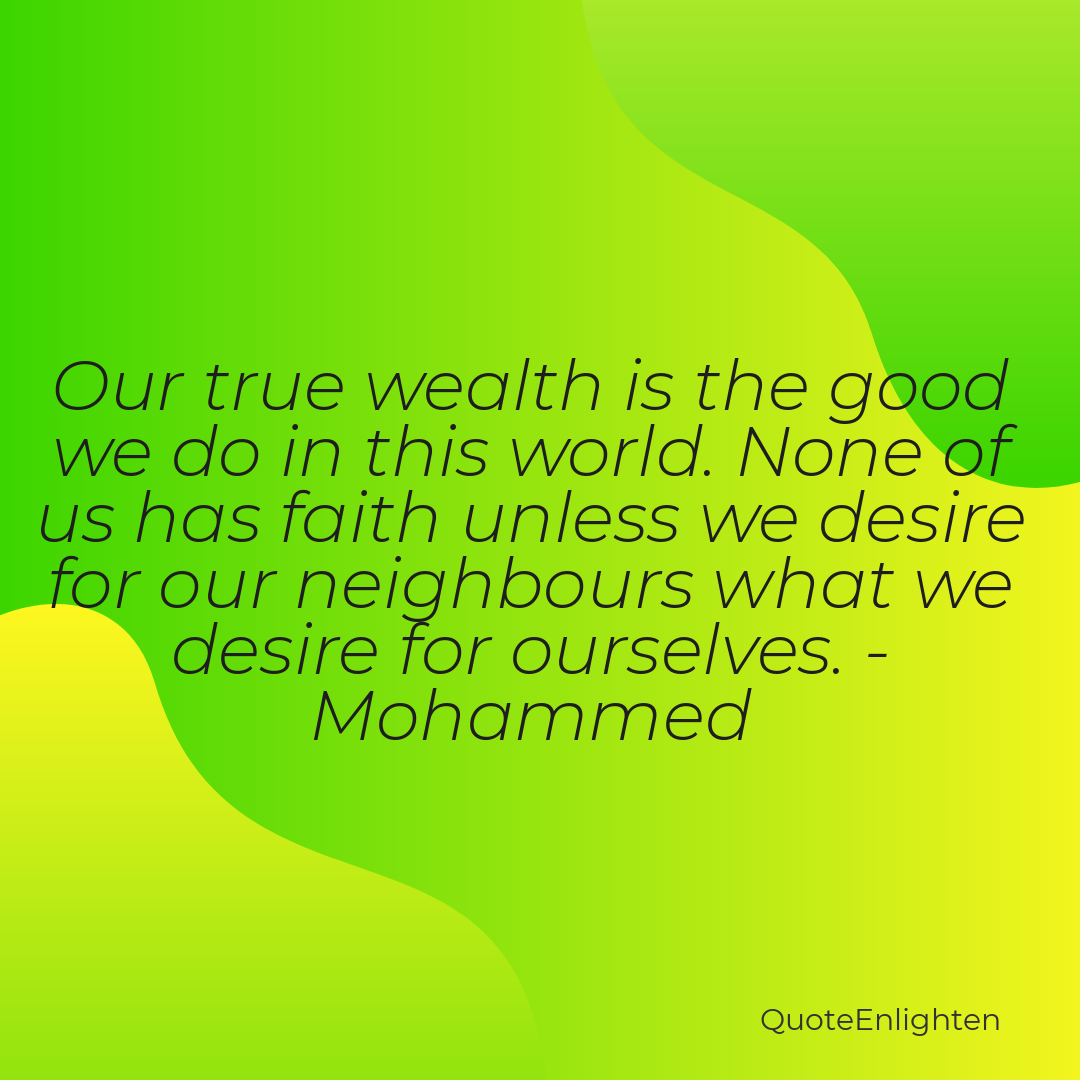 Our true wealth is the good
we do in this world. None of
us has faith unless we desire
for our neighbours what we
desire for ourselves. -
Mohammed
QuoteEnlighten